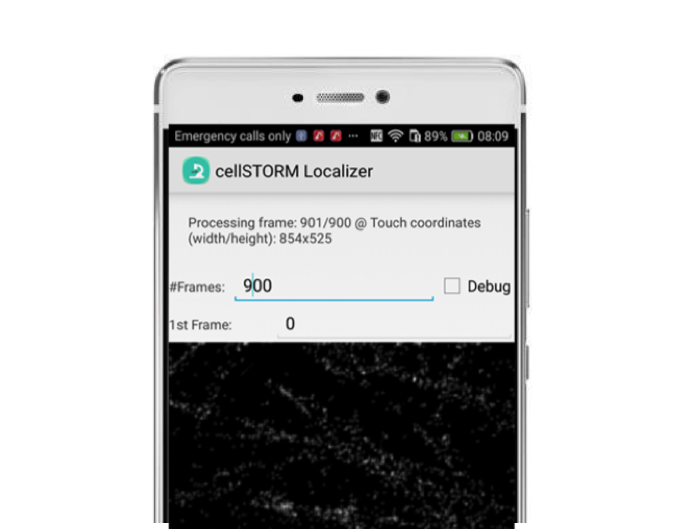 Emergency calls only ... NFC 89% 08:09
cellSTORM Localizer
Processing frame: 901/900 @ Touch coordinates
(width/height): 854x525
#Frames: 900 Debug
1st Frame: 0